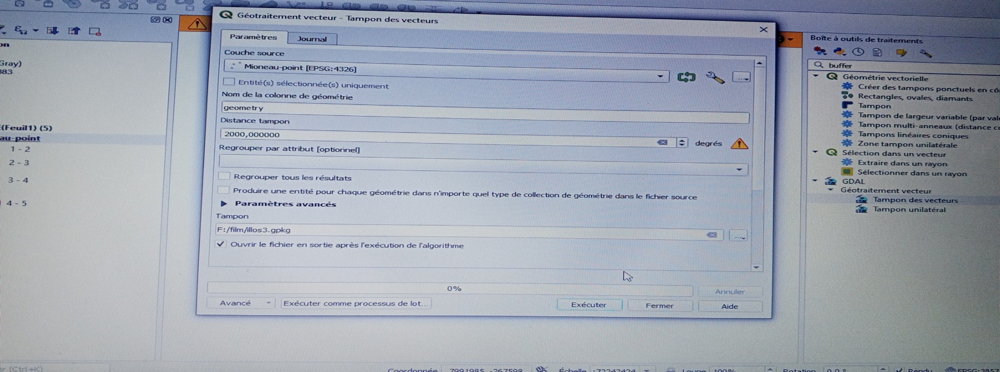 Géotraitement vecteur - Tampon des vecteurs
Paramètres
Journal
Couche source
Mioneau-point [EPSG:4326]
Entité(s) sélectionnée(s) uniquement
Nom de la colonne de géométrie
geometry
Distance tampon
2000,000000
degrés
Regrouper par attribut [optionnel]
Regrouper tous les résultats
Produire une entité pour chaque géométrie dans n'importe quel type de collection de géométrie dans le fichier source
Paramètres avancés
Tampon
F:/film/illos3.gpkg
Ouvrir le fichier en sortie après l'exécution de l'algorithme
0%
Annuler
Avancé
Exécuter comme processus de lot...
Exécuter
Fermer
Aide
on
Gray)
383
(Feuil1) (5)
au-point
1 - 2
2 - 3
3 - 4
4 - 5
er (Ctrl+K)
Boîte à outils de traitements
buffer
Géométrie vectorielle
Créer des tampons ponctuels en cô
Rectangles, ovales, diamants
Tampon
Tampon de largeur variable (par vale
Tampon multi-anneaux (distance co
Tampons linéaires coniques
Zone tampon unilatérale
Sélection dans un vecteur
Extraire dans un rayon
Sélectionner dans un rayon
GDAL
Géotraitement vecteur
Tampon des vecteurs
Tampon unilatéral
Coordonnée 7991985 -267598 Échelle Loupe 100% Rotation 0,0 ° Rendu